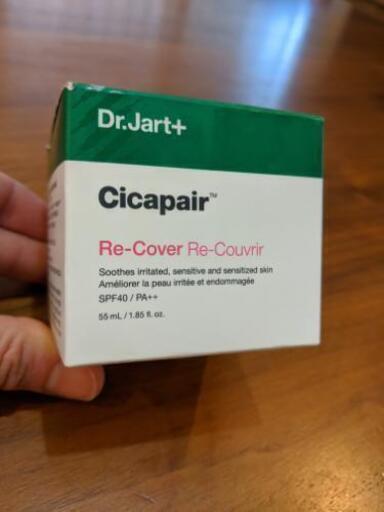 Dr.Jart+
Cicapair™
Re-Cover Re-Couvrir
Soothes irritated, sensitive and sensitized skin
Améliorer la peau irritée et endommagée
SPF40 / PA++
55 mL / 1.85 fl. oz.